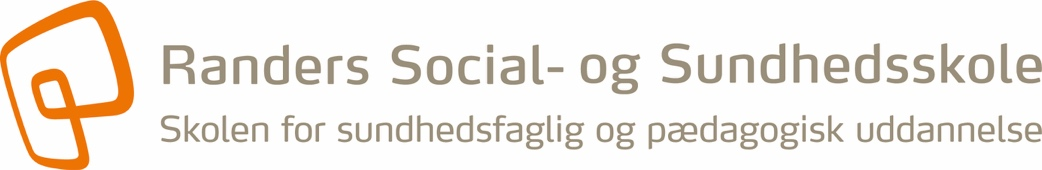 Randers Social- og Sundhedsskole
Skolen for sundhedsfaglig og pædagogisk uddannelse